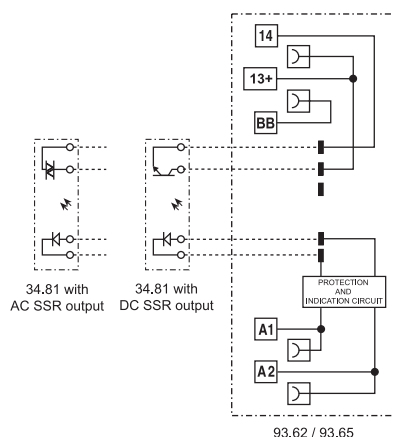 14
13+
BB
PROTECTION
AND
INDICATION CIRCUIT
A1
A2
34.81 with
AC SSR output
34.81 with
DC SSR output
93.62 / 93.65